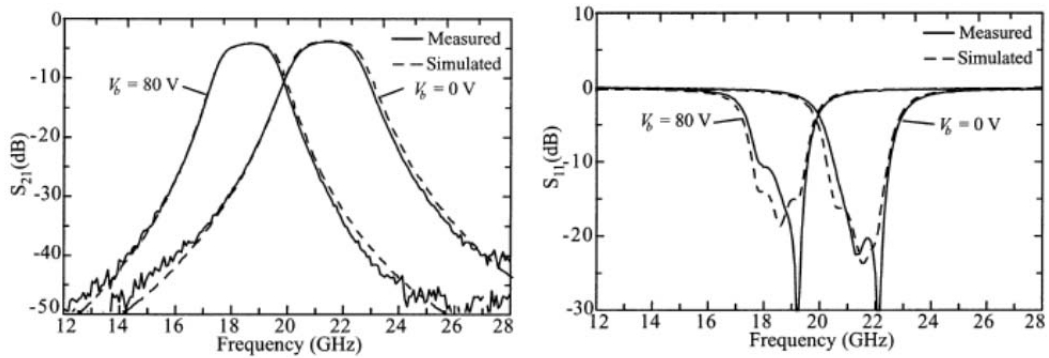 0
-10
-20
-30
-40
-50
S21(dB)
Measured
Simulated
Vb = 80 V
Vb = 0 V
12 14 16 18 20 22 24 26 28
Frequency (GHz)
10
0
-10
-20
-30
S11(dB)
Measured
Simulated
Vb = 80 V
Vb = 0 V
12 14 16 18 20 22 24 26 28
Frequency (GHz)